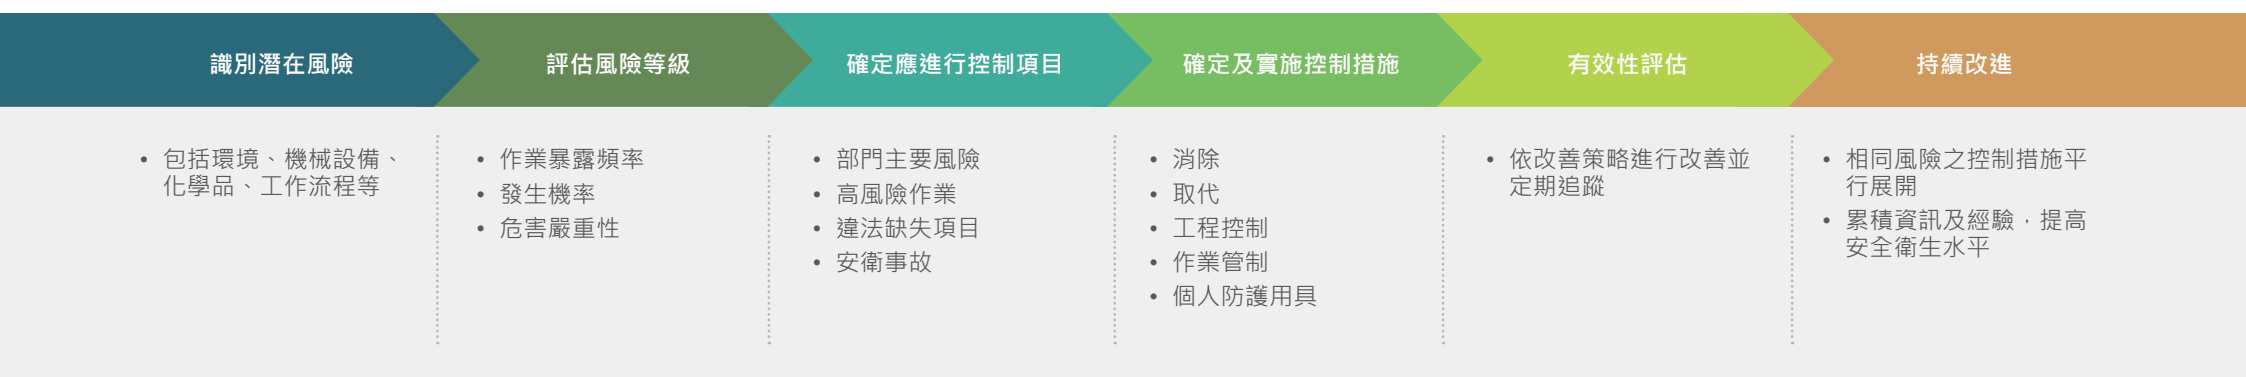 識別潛在風險
評估風險等級
確定應進行控制項目
確定及實施控制措施
有效性評估
持續改進
• 包括環境、機械設備、
化學品、工作流程等
• 作業暴露頻率
• 發生機率
• 危害嚴重性
• 部門主要風險
• 高風險作業
• 違法缺失項目
• 安衛事故
• 消除
• 取代
• 工程控制
• 作業管制
• 個人防護用具
• 依改善策略進行改善並
定期追蹤
• 相同風險之控制措施平
行展開
• 累積資訊及經驗，提高
安全衛生水平